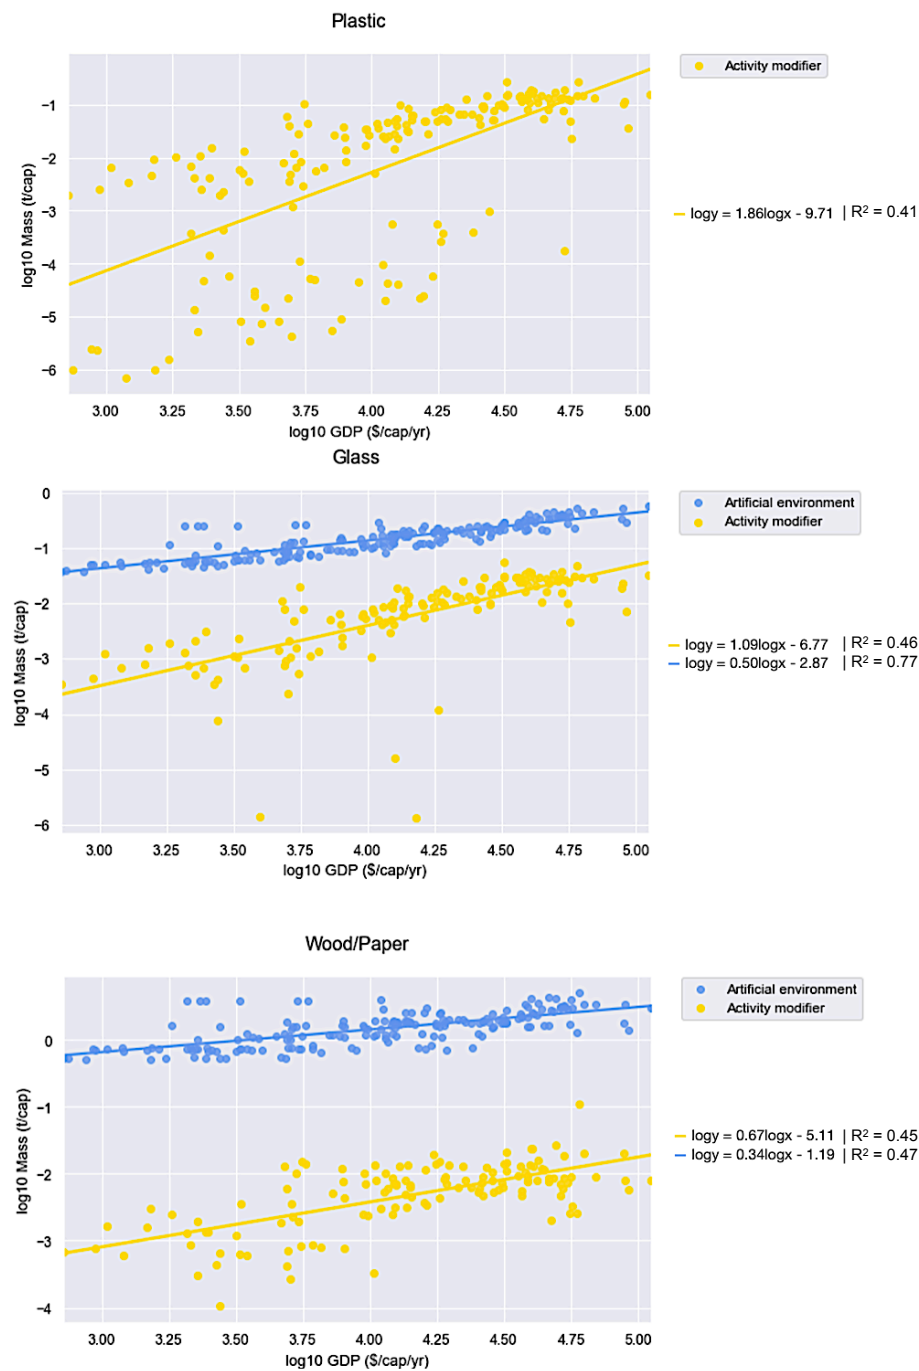 Plastic
Activity modifier
−1
−2
−3
−4
−5
−6
log10 Mass (t/cap)
logy = 1.86logx - 9.71 | R² = 0.41
3.00 3.25 3.50 3.75 4.00 4.25 4.50 4.75 5.00
log10 GDP ($/cap/yr)
Glass
Artificial environment
Activity modifier
0
−1
−2
−3
−4
−5
−6
log10 Mass (t/cap)
logy = 1.09logx - 6.77 | R² = 0.46
logy = 0.50logx - 2.87 | R² = 0.77
3.00 3.25 3.50 3.75 4.00 4.25 4.50 4.75 5.00
log10 GDP ($/cap/yr)
Wood/Paper
Artificial environment
Activity modifier
0
−1
−2
−3
−4
log10 Mass (t/cap)
logy = 0.67logx - 5.11 | R² = 0.45
logy = 0.34logx - 1.19 | R² = 0.47
3.00 3.25 3.50 3.75 4.00 4.25 4.50 4.75 5.00
log10 GDP ($/cap/yr)